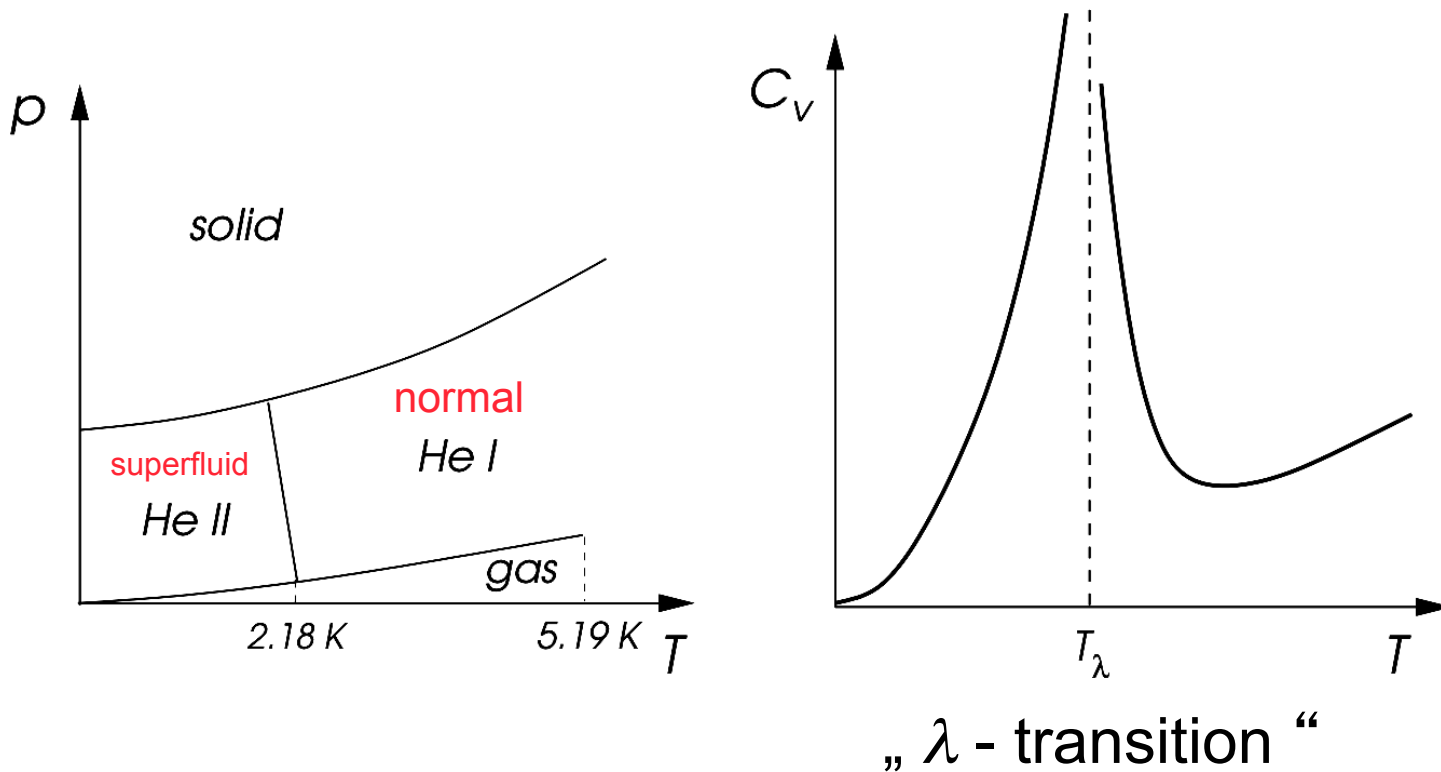 p
solid
normal
He I
superfluid
He II
gas
2.18 K
5.19 K
T
C_v
T_λ
T
„ λ - transition “